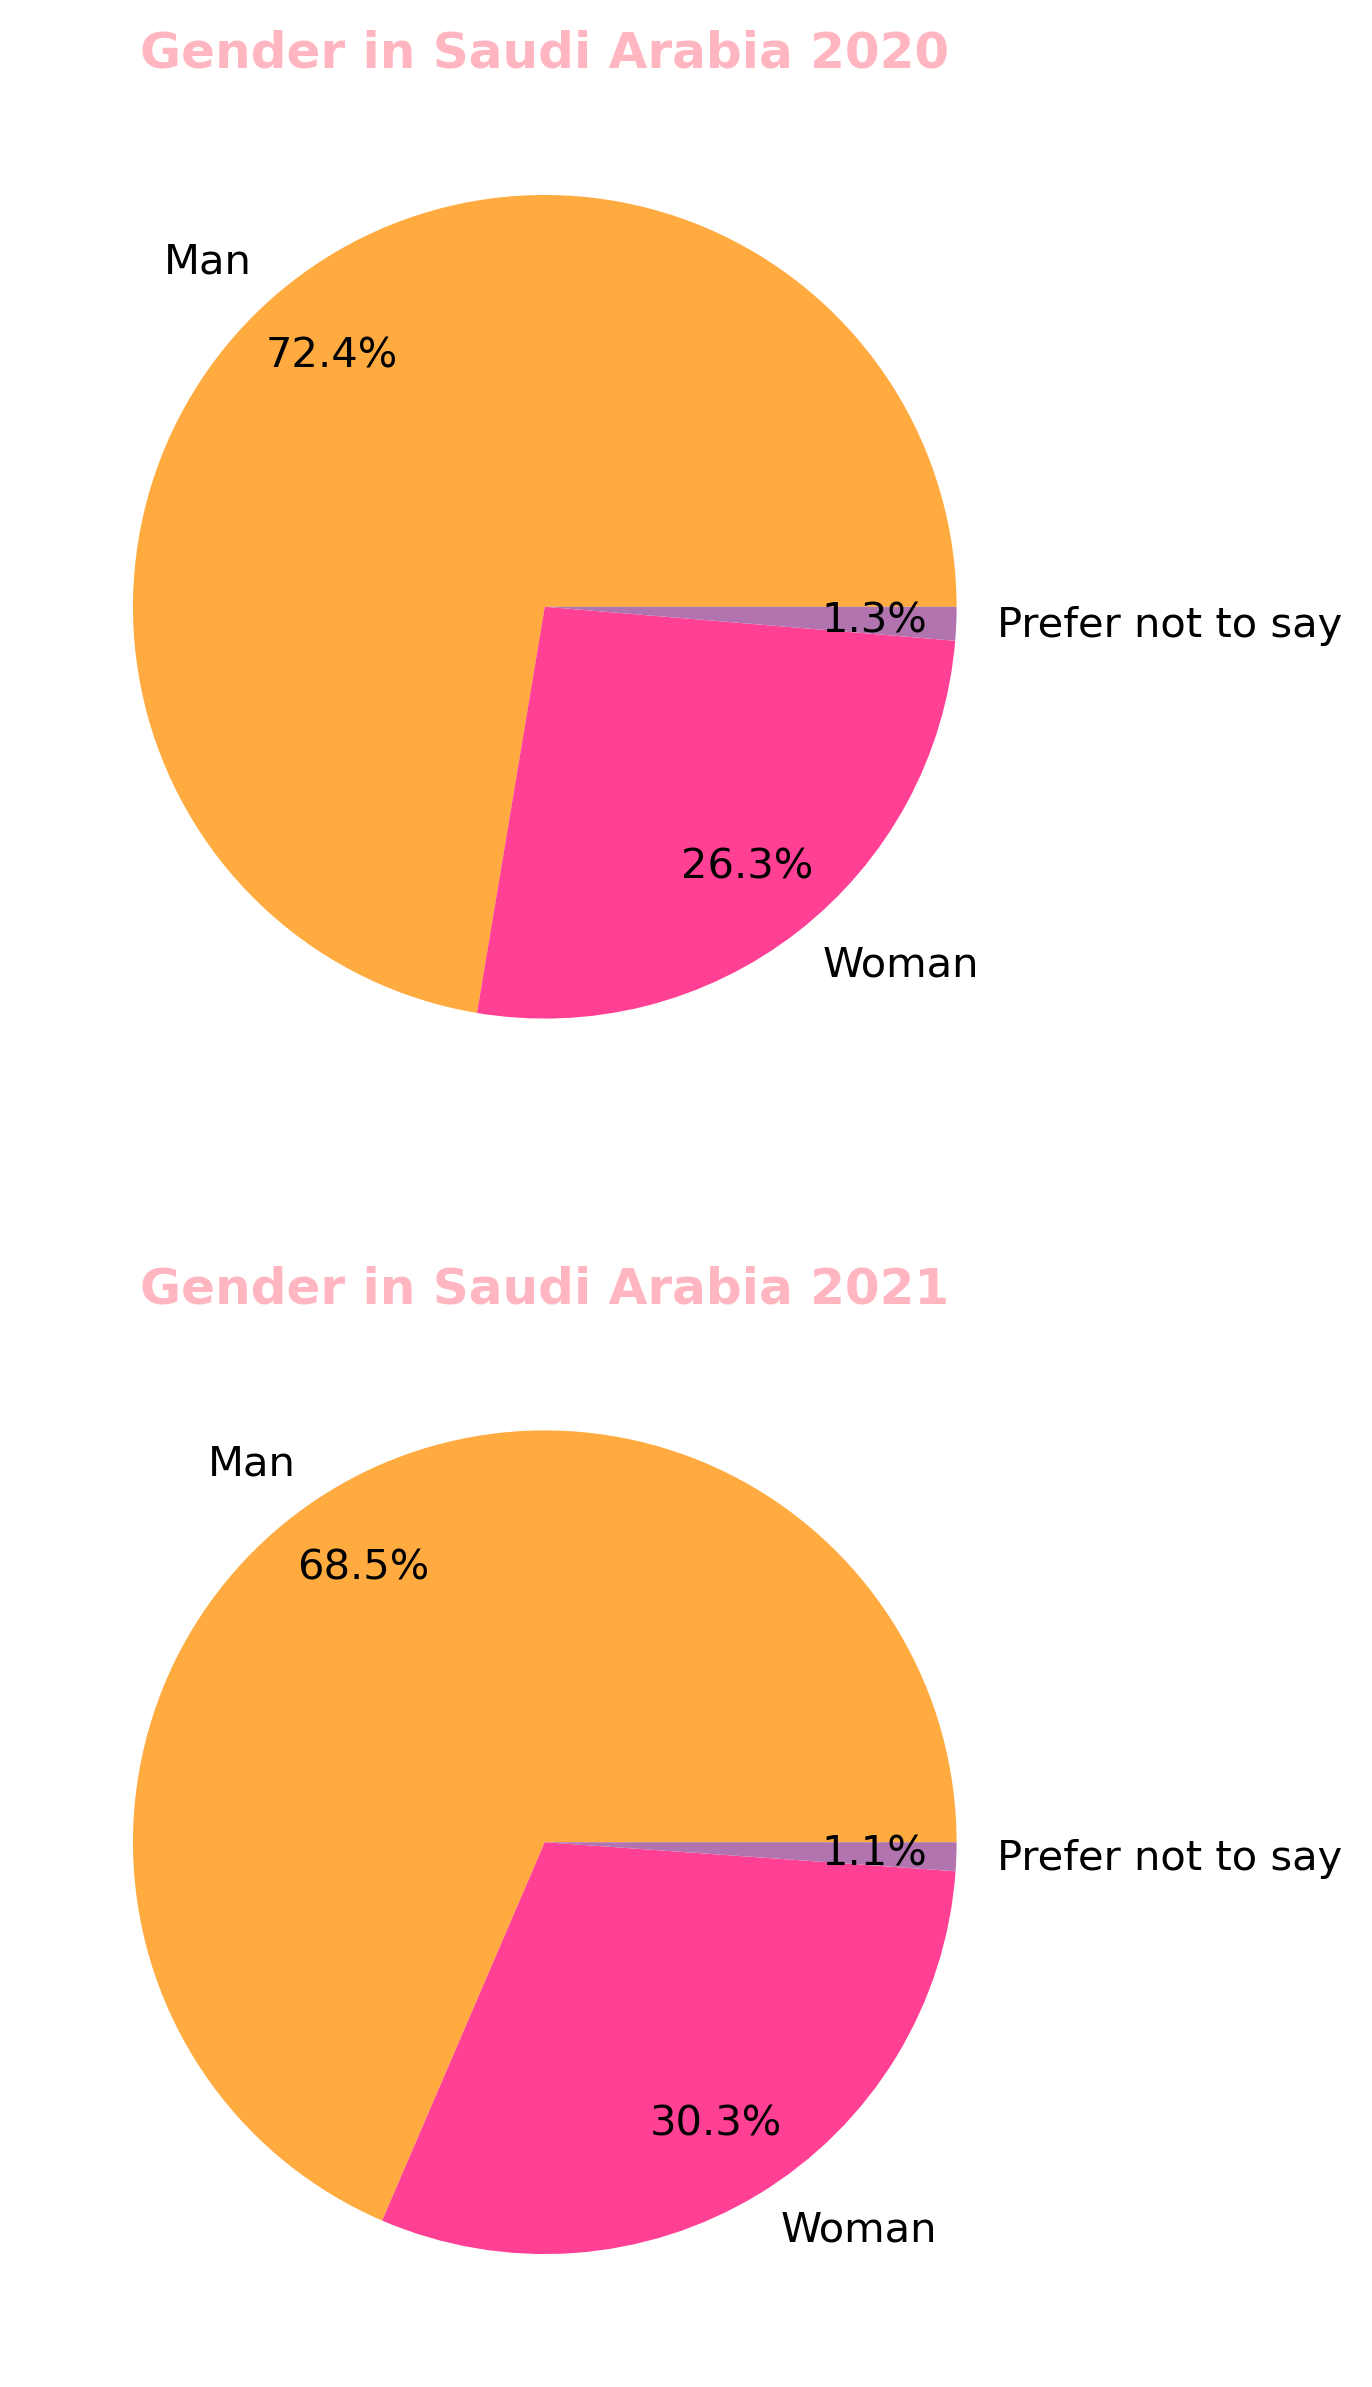 Gender in Saudi Arabia 2020
Man
72.4%
1.3%
Prefer not to say
26.3%
Woman
Gender in Saudi Arabia 2021
Man
68.5%
1.1%
Prefer not to say
30.3%
Woman